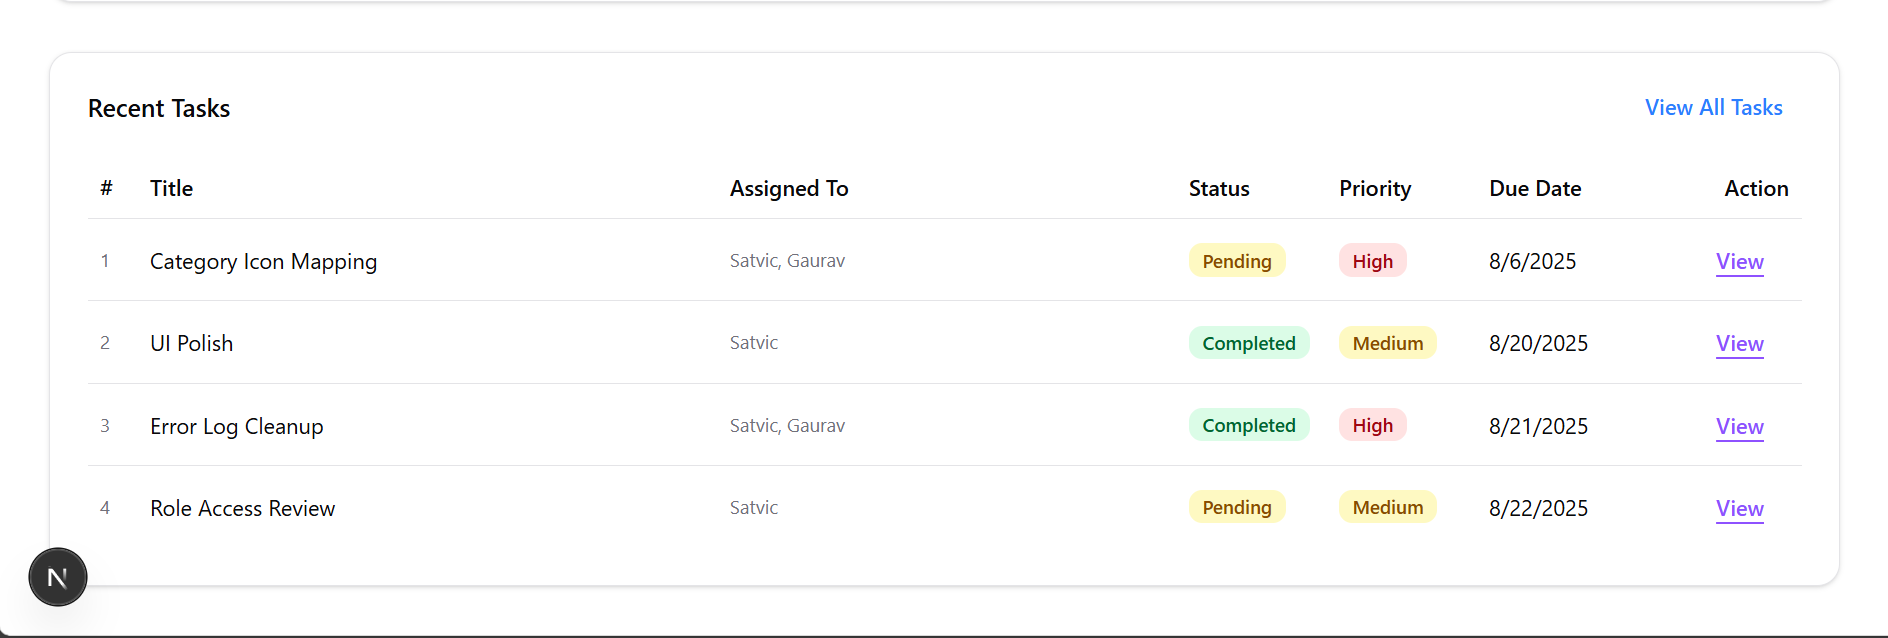 Recent Tasks View All Tasks
# Title Assigned To Status Priority Due Date Action
1 Category Icon Mapping Satvic, Gaurav Pending High 8/6/2025 View
2 UI Polish Satvic Completed Medium 8/20/2025 View
3 Error Log Cleanup Satvic, Gaurav Completed High 8/21/2025 View
4 Role Access Review Satvic Pending Medium 8/22/2025 View
N